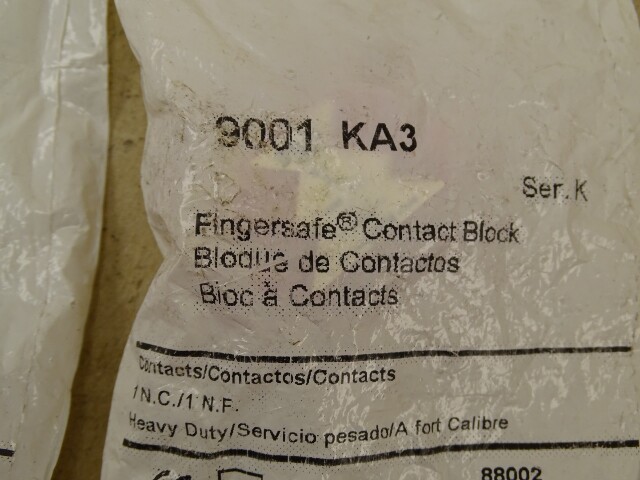 9001 KA3
Ser. K
Fingersafe® Contact Block
Bloque de Contactos
Bloc à Contacts
Contacts/Contactos/Contacts
1 N.C./1 N.F.
Heavy Duty/Servicio pesado/A fort Calibre
88002